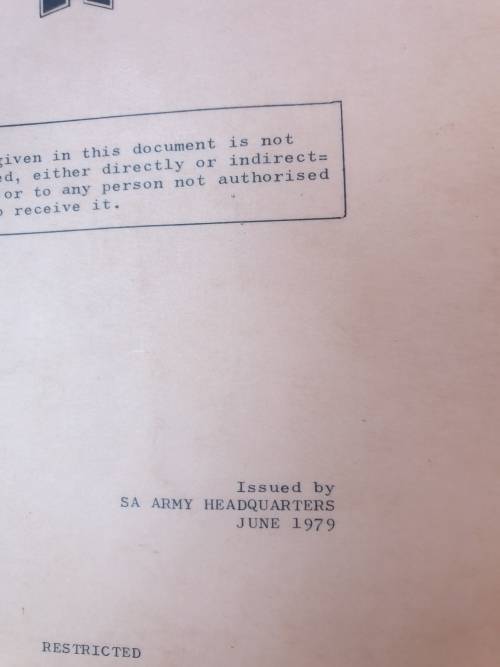 given in this document is not
ed, either directly or indirect=
or to any person not authorised
o receive it.
Issued by
SA ARMY HEADQUARTERS
JUNE 1979
RESTRICTED